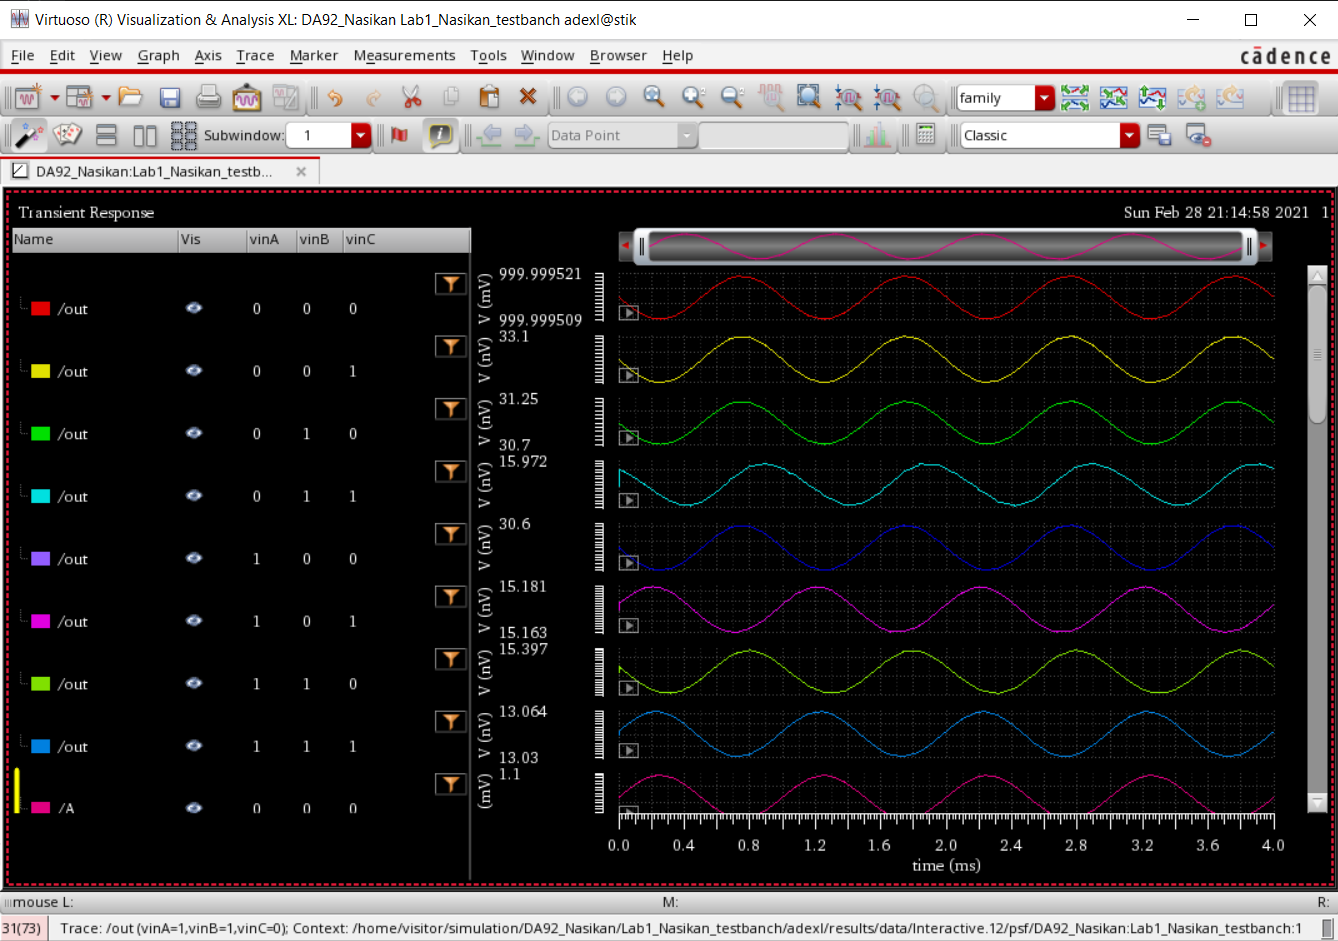 Virtuoso (R) Visualization & Analysis XL: DA92_Nasikan Lab1_Nasikan_testbanch adexl@stik
File Edit View Graph Axis Trace Marker Measurements Tools Window Browser Help
cādence
family
Subwindow: 1
Data Point
Classic
DA92_Nasikan:Lab1_Nasikan_testb...
Transient Response
Sun Feb 28 21:14:58 2021 1
Name Vis vinA vinB vinC
/out 0 0 0
V (mV) 999.999521
999.999509
/out 0 0 1
V (nV) 33.1
/out 0 1 0
V (nV) 31.25
30.7
/out 0 1 1
V (nV) 15.972
/out 1 0 0
V (nV) 30.6
/out 1 0 1
V (nV) 15.181
15.163
/out 1 1 0
V (nV) 15.397
/out 1 1 1
V (nV) 13.064
13.03
/A 0 0 0
(mV) 1.1
0.0 0.4 0.8 1.2 1.6 2.0 2.4 2.8 3.2 3.6 4.0
time (ms)
mouse L: M: R:
31(73) Trace: /out (vinA=1,vinB=1,vinC=0); Context: /home/visitor/simulation/DA92_Nasikan/Lab1_Nasikan_testbanch/adexl/results/data/Interactive.12/psf/DA92_Nasikan:Lab1_Nasikan_testbanch:1